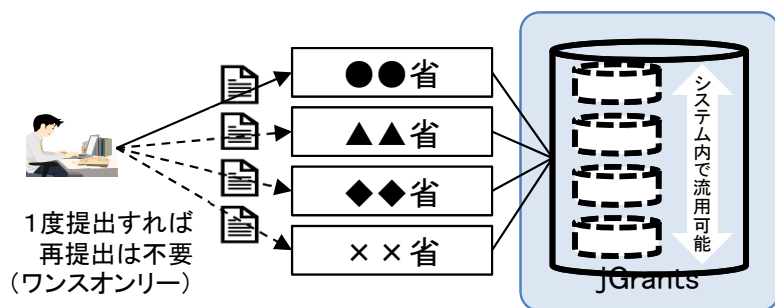 ●●省
▲▲省
◆◆省
××省
1度提出すれば
再提出は不要
(ワンスオンリー)
システム内で流用可能
jGrants